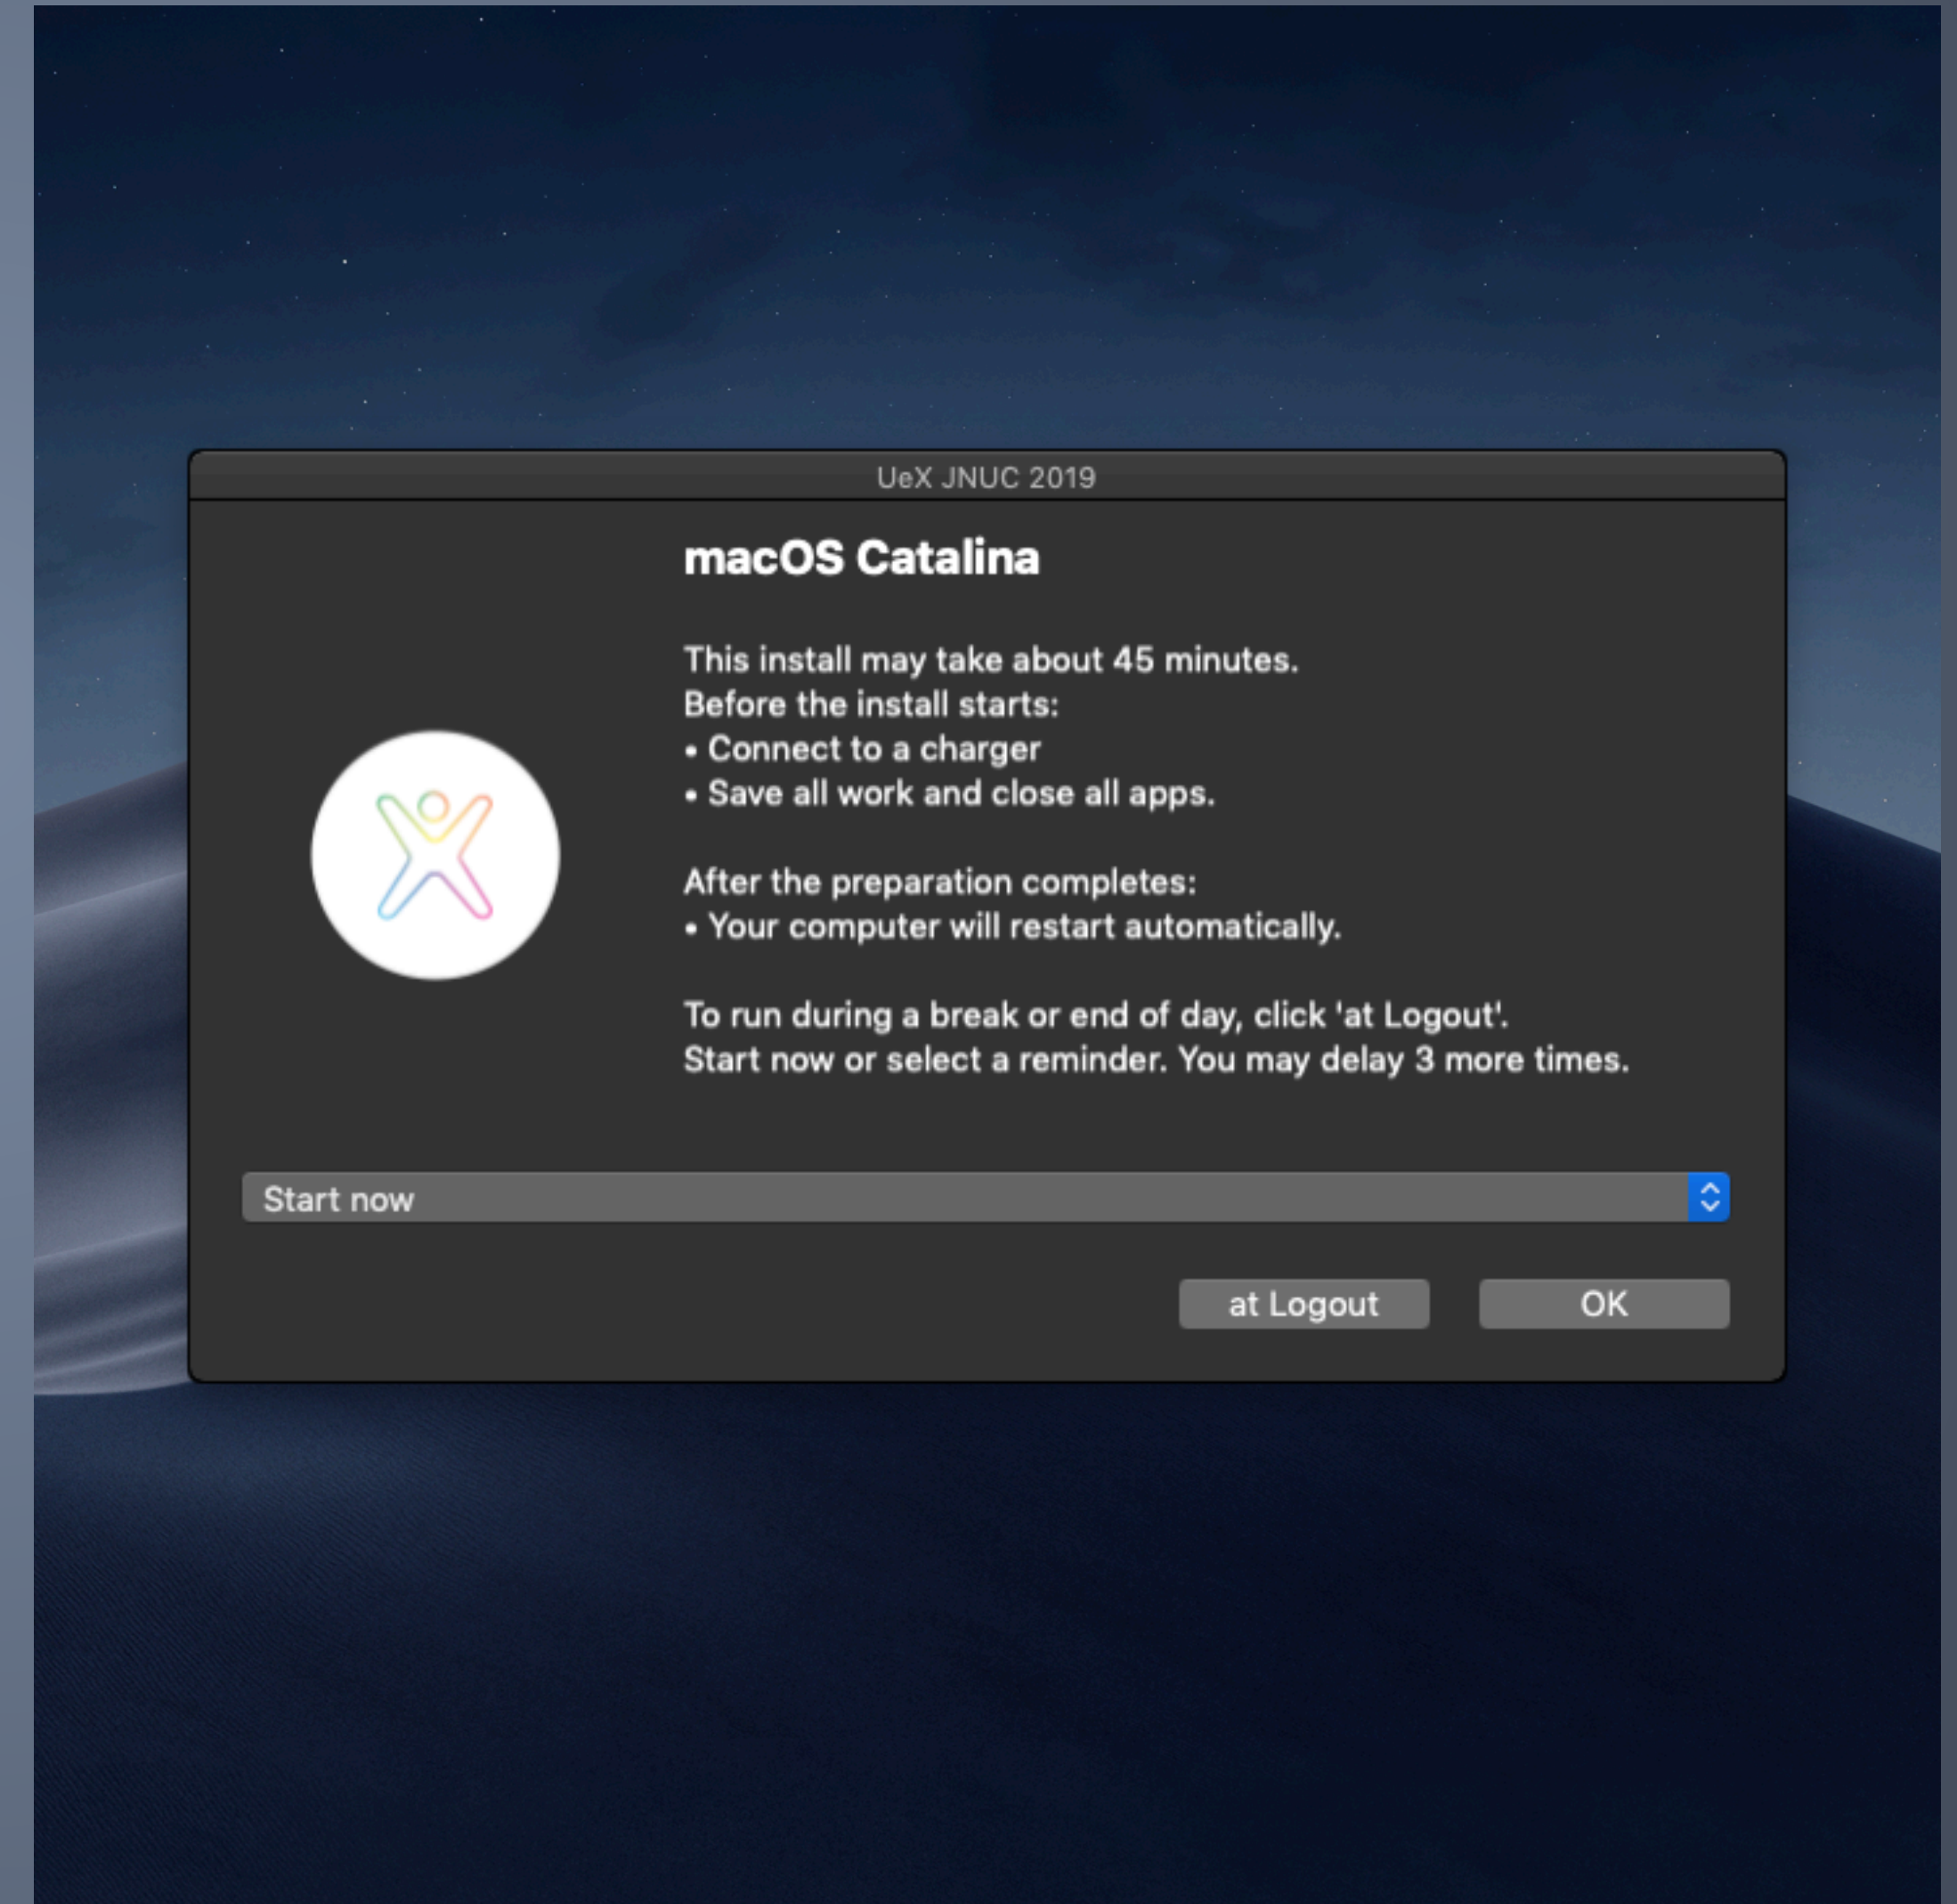 UeX JNUC 2019
macOS Catalina
This install may take about 45 minutes.
Before the install starts:
• Connect to a charger
• Save all work and close all apps.
After the preparation completes:
• Your computer will restart automatically.
To run during a break or end of day, click 'at Logout'.
Start now or select a reminder. You may delay 3 more times.
Start now
at Logout
OK